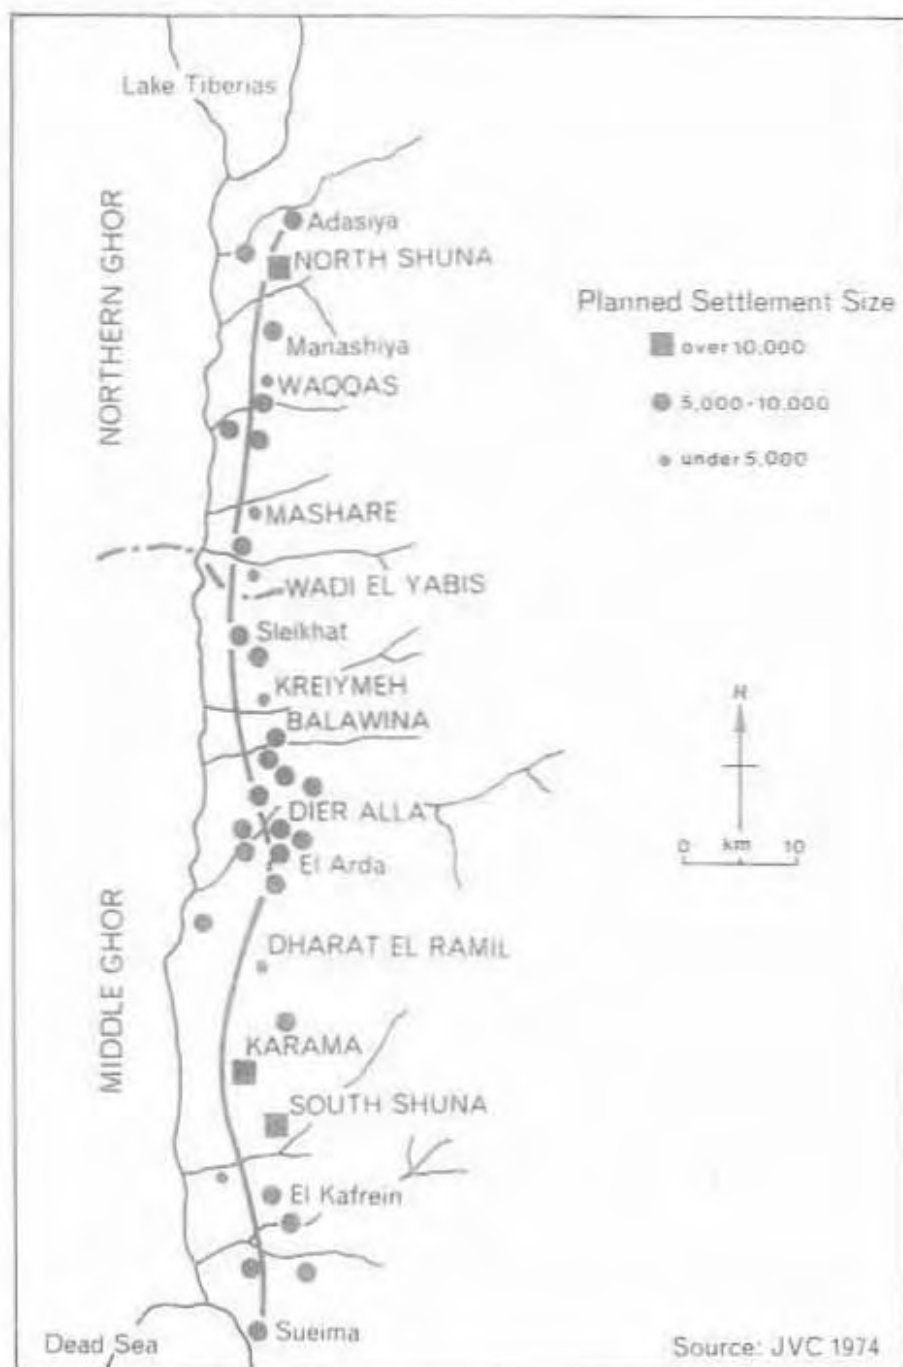 Lake Tiberias
NORTHERN GHOR
Adasiya
NORTH SHUNA
Planned Settlement Size
over 10,000
5,000-10,000
under 5,000
Manashiya
WAQQAS
MASHARE
WADI EL YABIS
Sleikhat
KREIYMEH
BALAWINA
N
0 km 10
DIER ALLA
El Arda
MIDDLE GHOR
DHARAT EL RAMIL
KARAMA
SOUTH SHUNA
El Kafrein
Sueima
Dead Sea
Source: JVC 1974